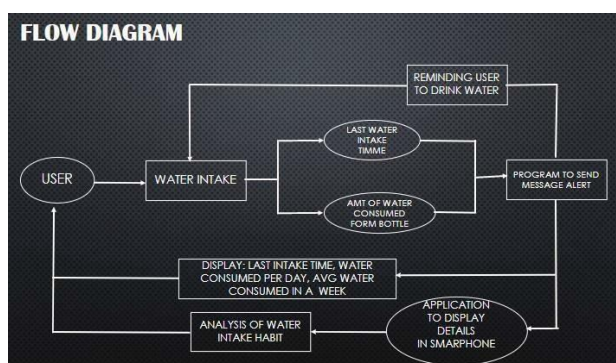 FLOW DIAGRAM
REMINDING USER
TO DRINK WATER
LAST WATER
INTAKE
TIMME
USER
WATER INTAKE
PROGRAM TO SEND
MESSAGE ALERT
AMT OF WATER
CONSUMED
FORM BOTTLE
DISPLAY: LAST INTAKE TIME, WATER
CONSUMED PER DAY, AVG WATER
CONSUMED IN A WEEK
APPLICATION
TO DISPLAY
DETAILS
IN SMARPHONE
ANALYSIS OF WATER
INTAKE HABIT